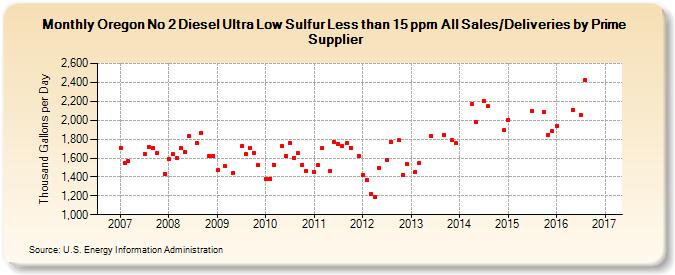 Monthly Oregon No 2 Diesel Ultra Low Sulfur Less than 15 ppm All Sales/Deliveries by Prime
Supplier
Thousand Gallons per Day
2,600
2,400
2,200
2,000
1,800
1,600
1,400
1,200
1,000
2007 2008 2009 2010 2011 2012 2013 2014 2015 2016 2017
Source: U.S. Energy Information Administration